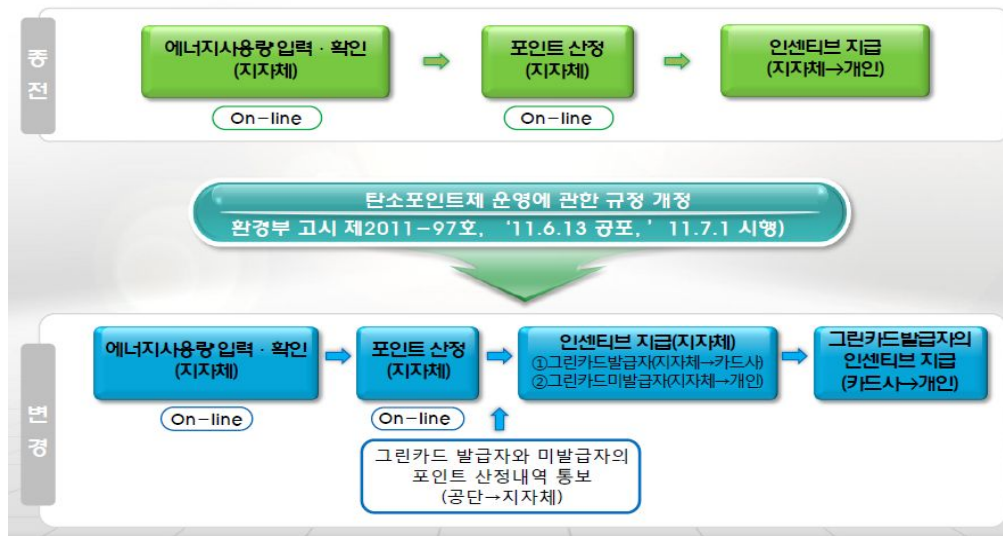 종전
에너지사용량 입력 · 확인
(지자체)
On-line
포인트 산정
(지자체)
On-line
인센티브 지급
(지자체→개인)
탄소포인트제 운영에 관한 규정 개정
환경부 고시 제2011-97호, ‘11.6.13 공포, ’ 11.7.1 시행)
변경
에너지사용량 입력 · 확인
(지자체)
On-line
포인트 산정
(지자체)
On-line
인센티브 지급(지자체)
①그린카드발급자(지자체→카드사)
②그린카드미발급자(지자체→개인)
그린카드발급자의
인센티브 지급
(카드사→개인)
그린카드 발급자와 미발급자의
포인트 산정내역 통보
(공단→지자체)